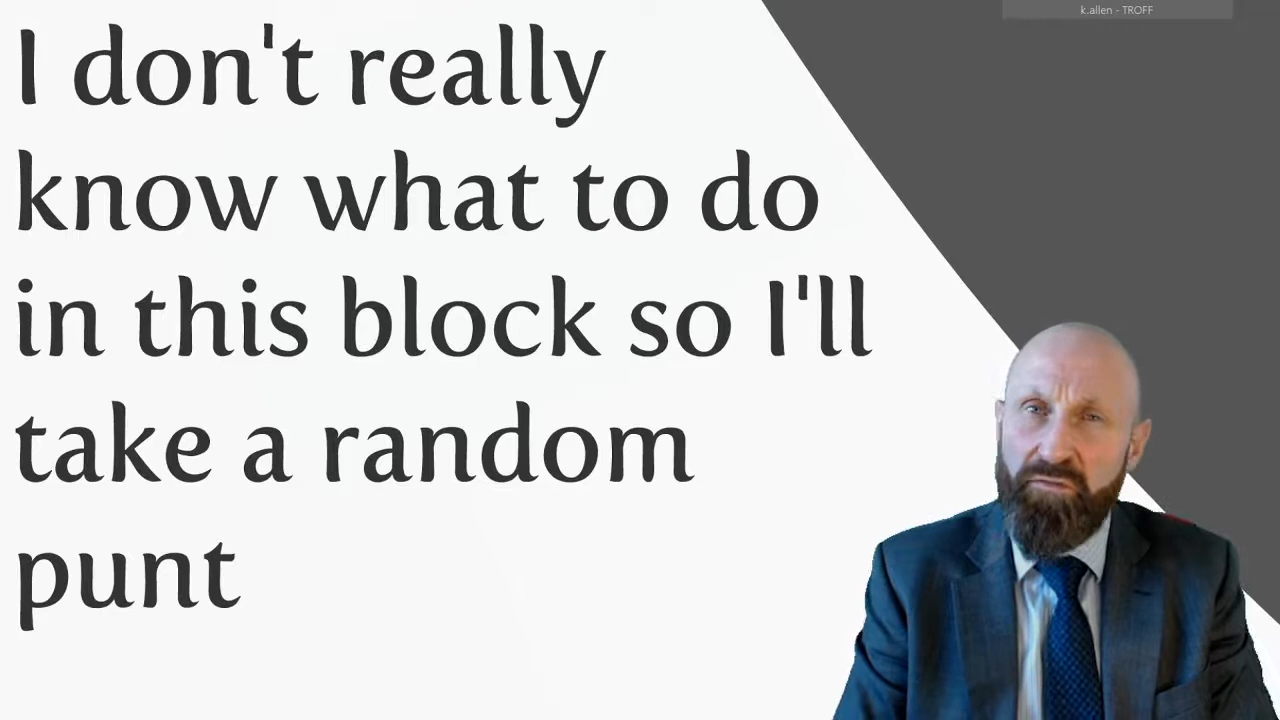 k.allen - TROFF
I don't really
know what to do
in this block so I'll
take a random
punt